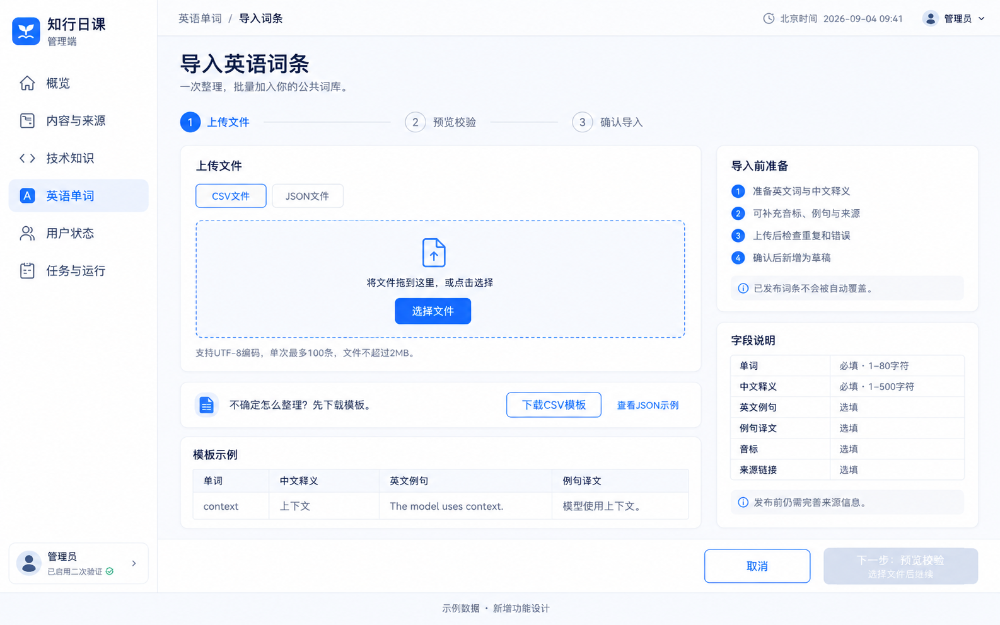 知行日课
管理端
概览
内容与来源
技术知识
A 英语单词
用户状态
任务与运行
管理员
已启用二次验证
英语单词 / 导入词条
北京时间 2026-09-04 09:41
管理员
导入英语词条
一次整理，批量加入你的公共词库。
1 上传文件
2 预览校验
3 确认导入
上传文件
CSV文件 JSON文件
将文件拖到这里，或点击选择
选择文件
支持UTF-8编码，单次最多100条，文件不超过2MB。
不确定怎么整理？先下载模板。
下载CSV模板 查看JSON示例
模板示例
单词 中文释义 英文例句 例句译文
context 上下文 The model uses context. 模型使用上下文。
导入前准备
1 准备英文词与中文释义
2 可补充音标、例句与来源
3 上传后检查重复和错误
4 确认后新增为草稿
已发布词条不会被自动覆盖。
字段说明
单词 必填·1-80字符
中文释义 必填·1-500字符
英文例句 选填
例句译文 选填
音标 选填
来源链接 选填
发布前仍需完善来源信息。
取消
下一步：预览校验
选择文件后继续
示例数据 · 新增功能设计